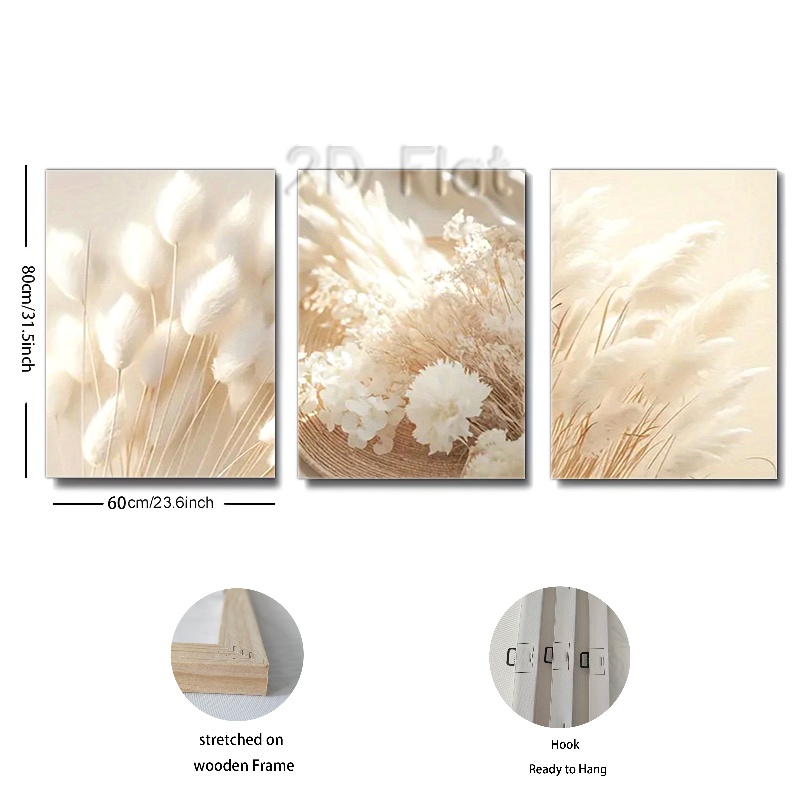 2D Flat
80cm/31.5inch
60cm/23.6inch
stretched on
wooden Frame
Hook
Ready to Hang